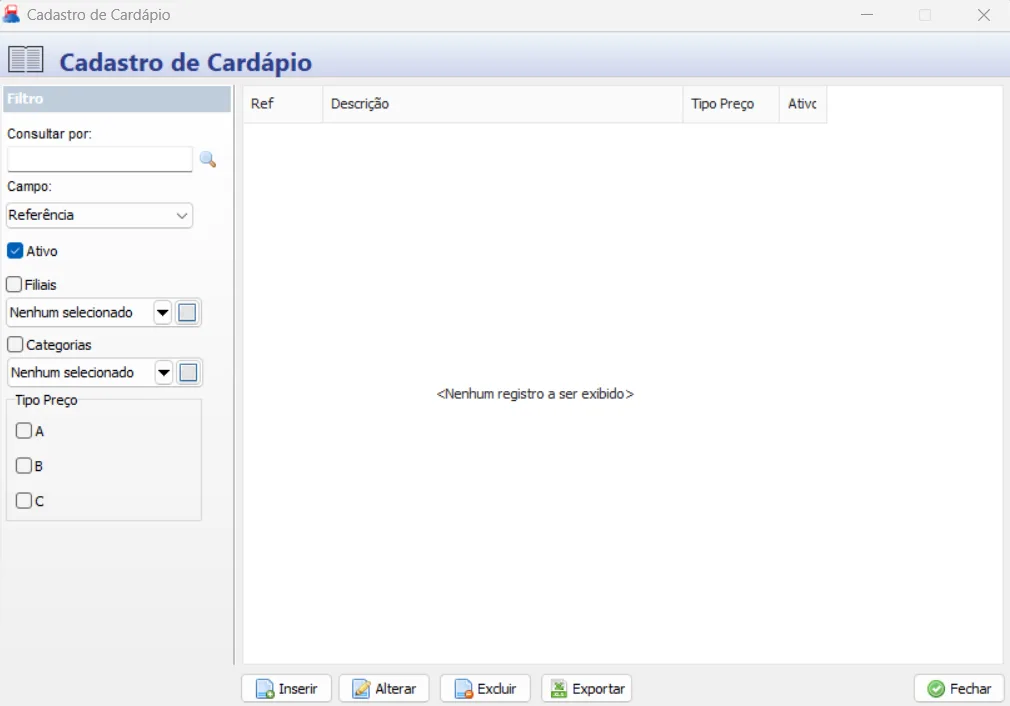 Cadastro de Cardápio
Cadastro de Cardápio
Filtro
Consultar por:
Campo:
Referência
Ativo
Filiais
Nenhum selecionado
Categorias
Nenhum selecionado
Tipo Preço
A
B
C
Ref Descrição Tipo Preço Ativc
<Nenhum registro a ser exibido>
Inserir Alterar Excluir Exportar Fechar